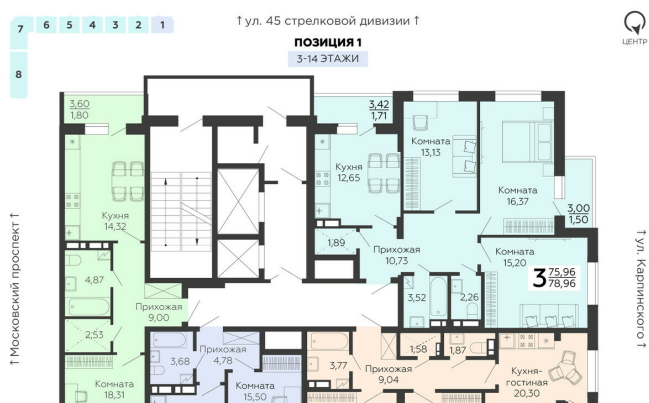 7 6 5 4 3 2 1
8
↑ ул. 45 стрелковой дивизии ↑
ПОЗИЦИЯ 1
3-14 ЭТАЖИ
ЦЕНТР
↑ Московский проспект ↑
↑ ул. Карпинского ↑
3,60
1,80
Кухня
14,32
4,87
2,53
Прихожая
9,00
Комната
18,31
3,42
1,71
Кухня
12,65
Комната
13,13
Комната
16,37
3,00
1,50
1,89
Прихожая
10,73
Комната
15,20
3 75,96
78,96
3,52
2,26
3,68
Прихожая
4,78
Комната
15,50
3,77
Прихожая
9,04
1,58
1,87
Кухня-
гостиная
20,30